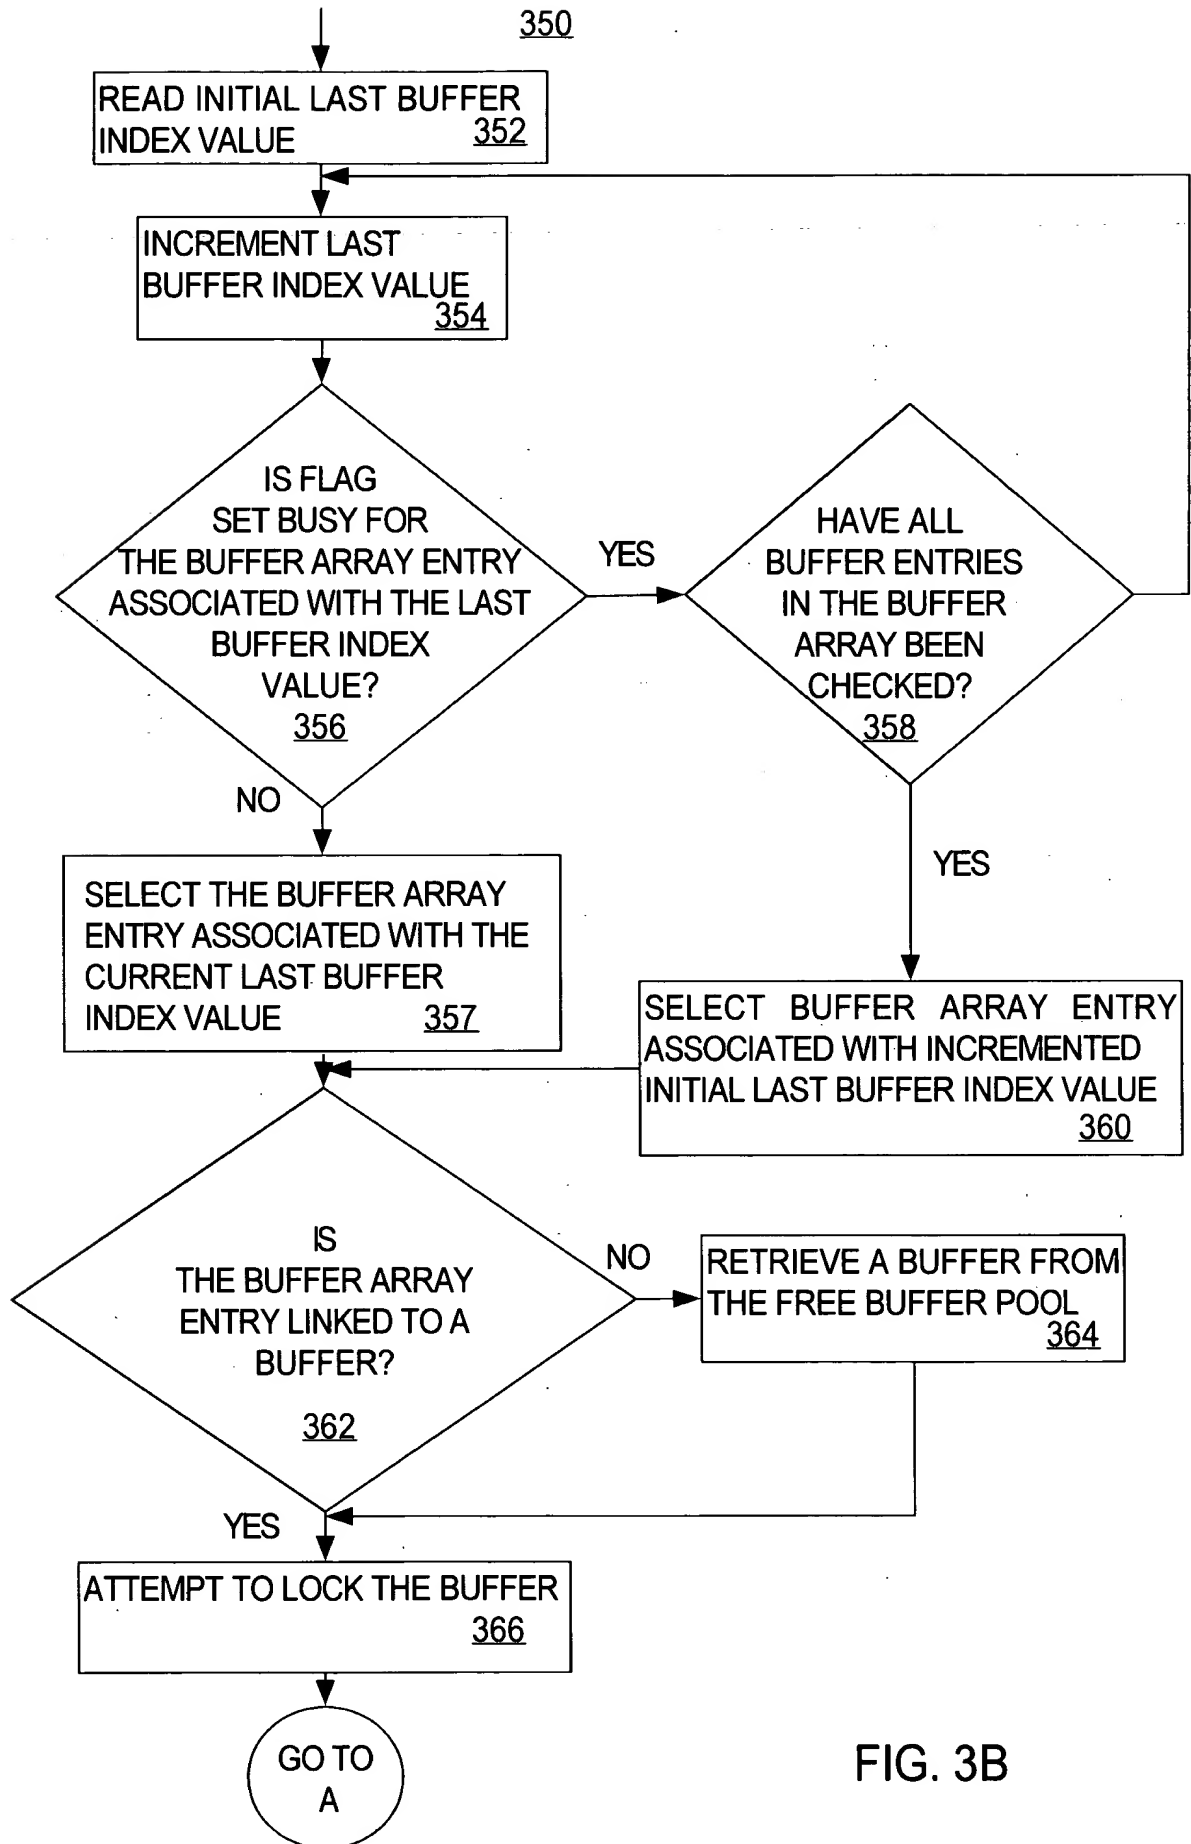 350
READ INITIAL LAST BUFFER
INDEX VALUE 352
INCREMENT LAST
BUFFER INDEX VALUE
354
IS FLAG
SET BUSY FOR
THE BUFFER ARRAY ENTRY
ASSOCIATED WITH THE LAST
BUFFER INDEX
VALUE?
356
YES
HAVE ALL
BUFFER ENTRIES
IN THE BUFFER
ARRAY BEEN
CHECKED?
358
NO
YES
SELECT THE BUFFER ARRAY
ENTRY ASSOCIATED WITH THE
CURRENT LAST BUFFER
INDEX VALUE 357
SELECT BUFFER ARRAY ENTRY
ASSOCIATED WITH INCREMENTED
INITIAL LAST BUFFER INDEX VALUE
360
IS
THE BUFFER ARRAY
ENTRY LINKED TO A
BUFFER?
362
NO
RETRIEVE A BUFFER FROM
THE FREE BUFFER POOL
364
YES
ATTEMPT TO LOCK THE BUFFER
366
GO TO
A
FIG. 3B